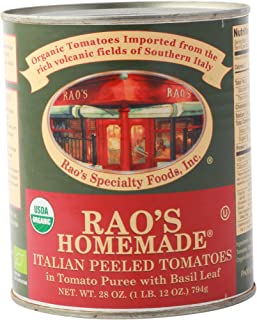 Organic Tomatoes Imported from the
rich volcanic fields of Southern Italy
RAO'S
RAO'S
Rao's Specialty Foods, Inc.®
USDA
ORGANIC
U
RAO'S
HOMEMADE®
ITALIAN PEELED TOMATOES
in Tomato Puree with Basil Leaf
NET. WT. 28 OZ. (1 LB. 12 OZ.) 794g